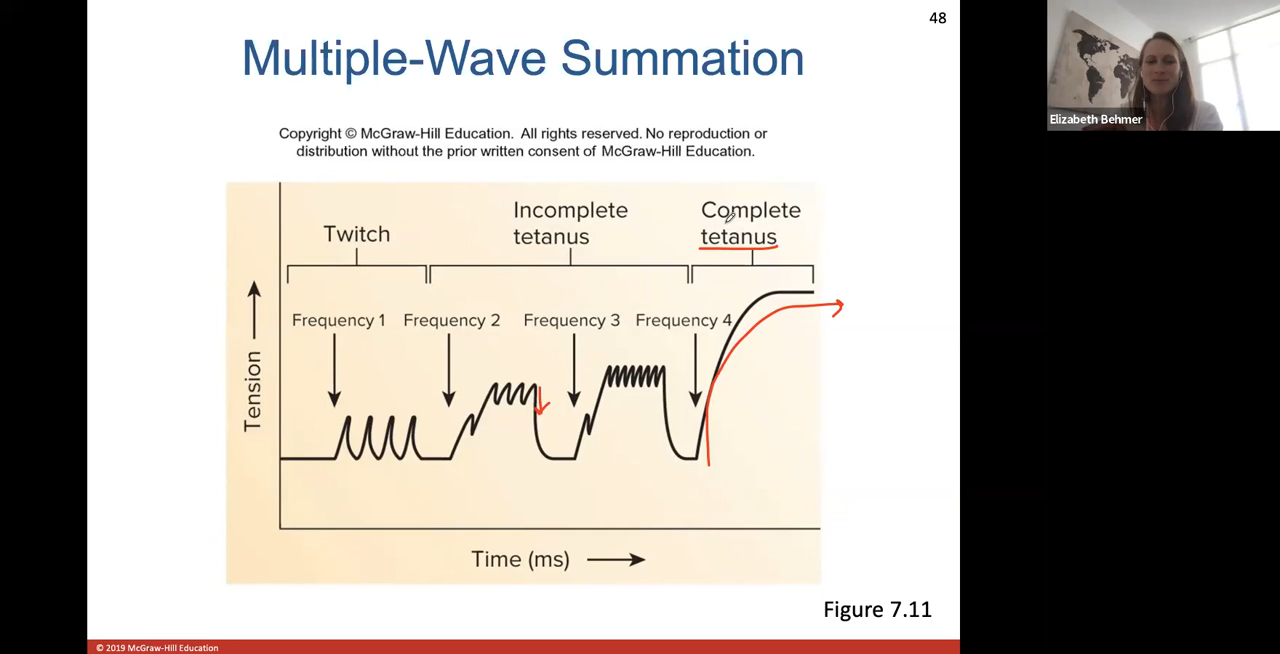 48
Multiple-Wave Summation
Copyright © McGraw-Hill Education. All rights reserved. No reproduction or
distribution without the prior written consent of McGraw-Hill Education.
Twitch
Incomplete
tetanus
Complete
tetanus
Frequency 1
Frequency 2
Frequency 3
Frequency 4
Tension
Time (ms)
Figure 7.11
© 2019 McGraw-Hill Education
Elizabeth Behmer